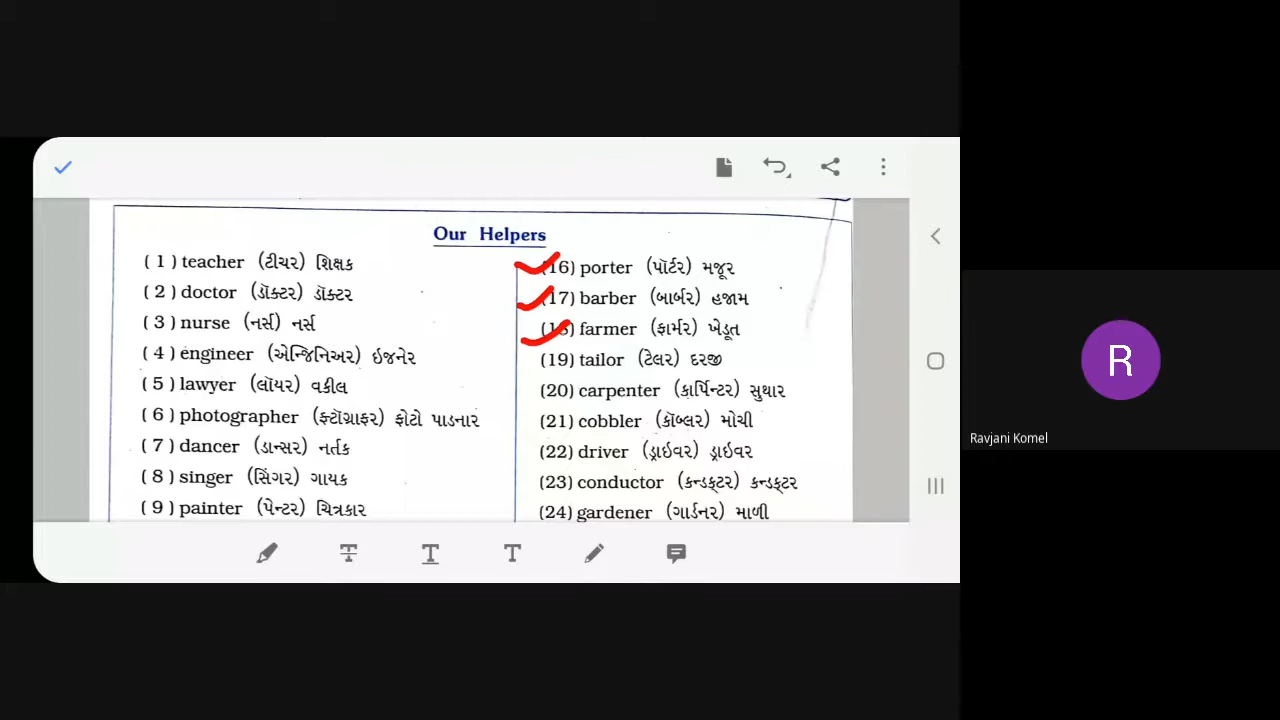 Our Helpers
( 1 ) teacher (ટીચર) શિક્ષક
( 2 ) doctor (ડૉક્ટર) ડૉક્ટર
( 3 ) nurse (નર્સ) નર્સ
( 4 ) engineer (એન્જિનિઅર) ઇજનેર
( 5 ) lawyer (લૉયર) વકીલ
( 6 ) photographer (ફ્ટૉગ્રાફર) ફોટો પાડનાર
( 7 ) dancer (ડાન્સર) નર્તક
( 8 ) singer (સિંગર) ગાયક
( 9 ) painter (પેન્ટર) ચિત્રકાર
(16) porter (પૉર્ટર) મજૂર
(17) barber (બાર્બર) હજામ
(18) farmer (ફાર્મર) ખેડૂત
(19) tailor (ટેલર) દરજી
(20) carpenter (કાર્પિન્ટર) સુથાર
(21) cobbler (કૉબ્લર) મોચી
(22) driver (ડ્રાઇવર) ડ્રાઇવર
(23) conductor (કન્ડક્ટર) કન્ડક્ટર
(24) gardener (ગાર્ડનર) માળી
R
Ravjani Komel